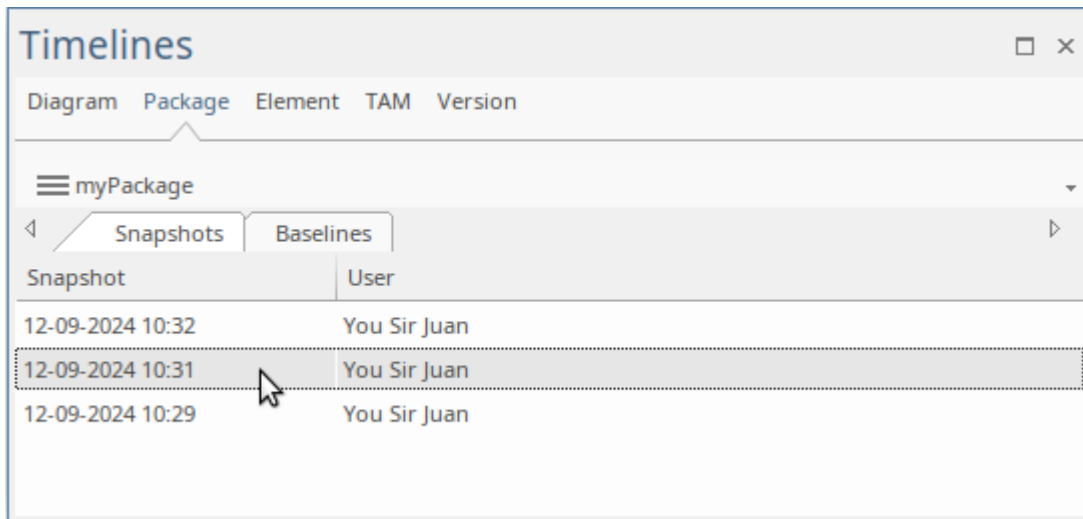 Timelines
Diagram Package Element TAM Version
myPackage
Snapshots Baselines
Snapshot User
12-09-2024 10:32 You Sir Juan
12-09-2024 10:31 You Sir Juan
12-09-2024 10:29 You Sir Juan